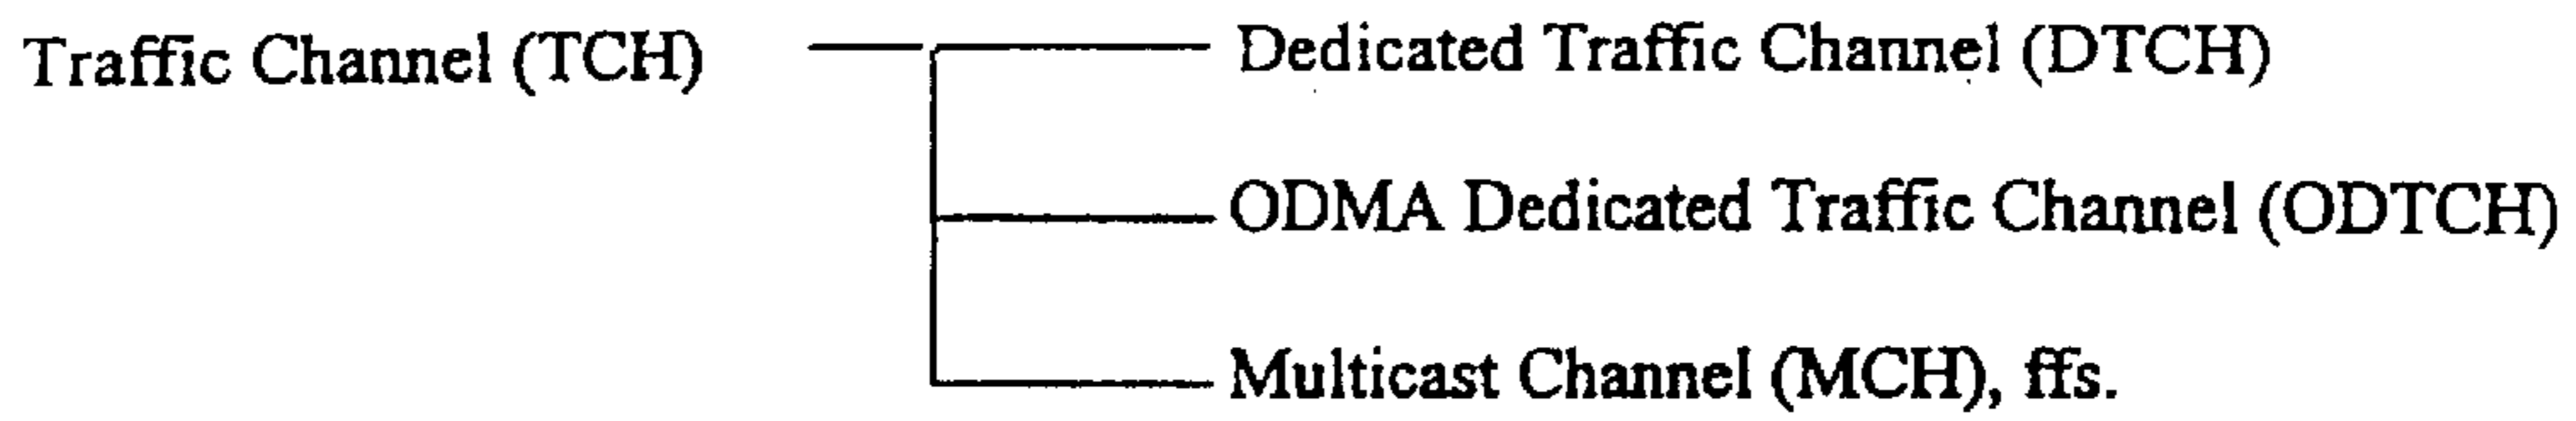 Traffic Channel (TCH)
Dedicated Traffic Channel (DTCH)
ODMA Dedicated Traffic Channel (ODTCH)
Multicast Channel (MCH), ffs.